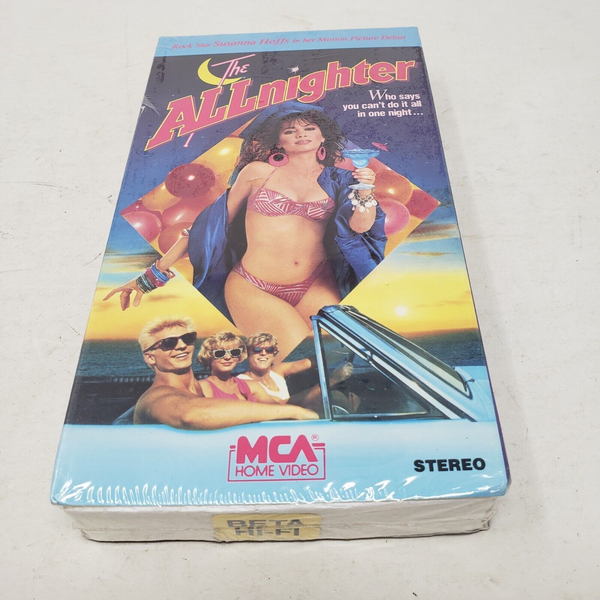 Rock Star Susanna Hoffs in her Motion Picture Debut
The
ALLnighter
Who says
you can't do it all
in one night...
MCA®
HOME VIDEO
STEREO
BETA
HI-FI